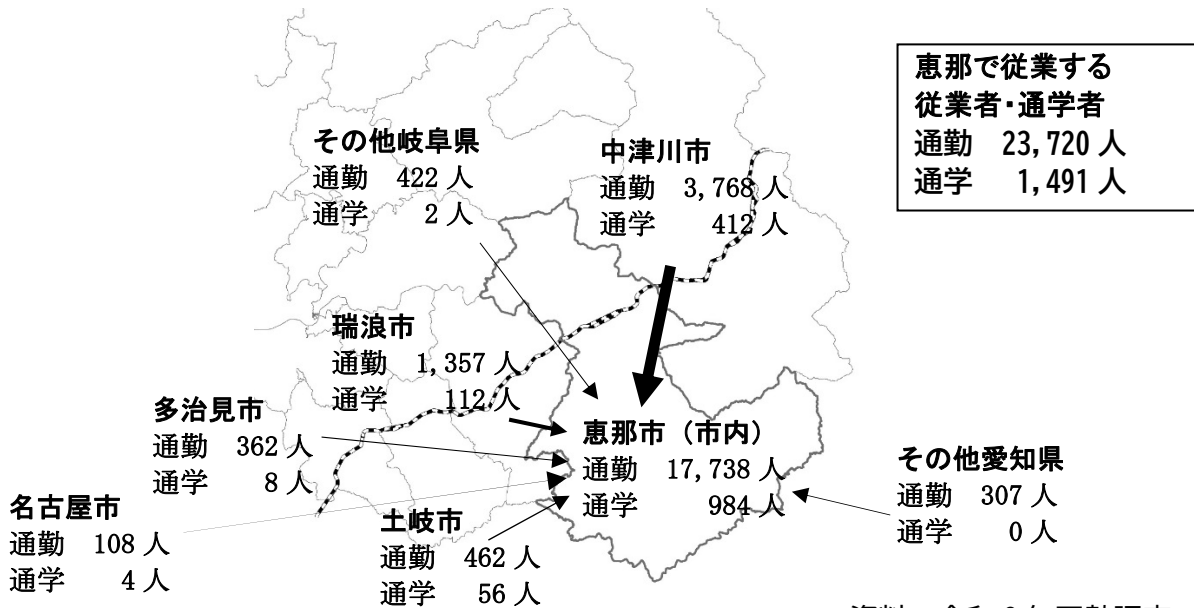 恵那で従業する
従業者・通学者
通勤 23,720 人
通学 1,491 人
その他岐阜県
通勤 422 人
通学 2 人
中津川市
通勤 3,768 人
通学 412 人
瑞浪市
通勤 1,357 人
通学 112 人
多治見市
通勤 362 人
通学 8 人
恵那市（市内）
通勤 17,738 人
通学 984 人
その他愛知県
通勤 307 人
通学 0 人
名古屋市
通勤 108 人
通学 4 人
土岐市
通勤 462 人
通学 56 人